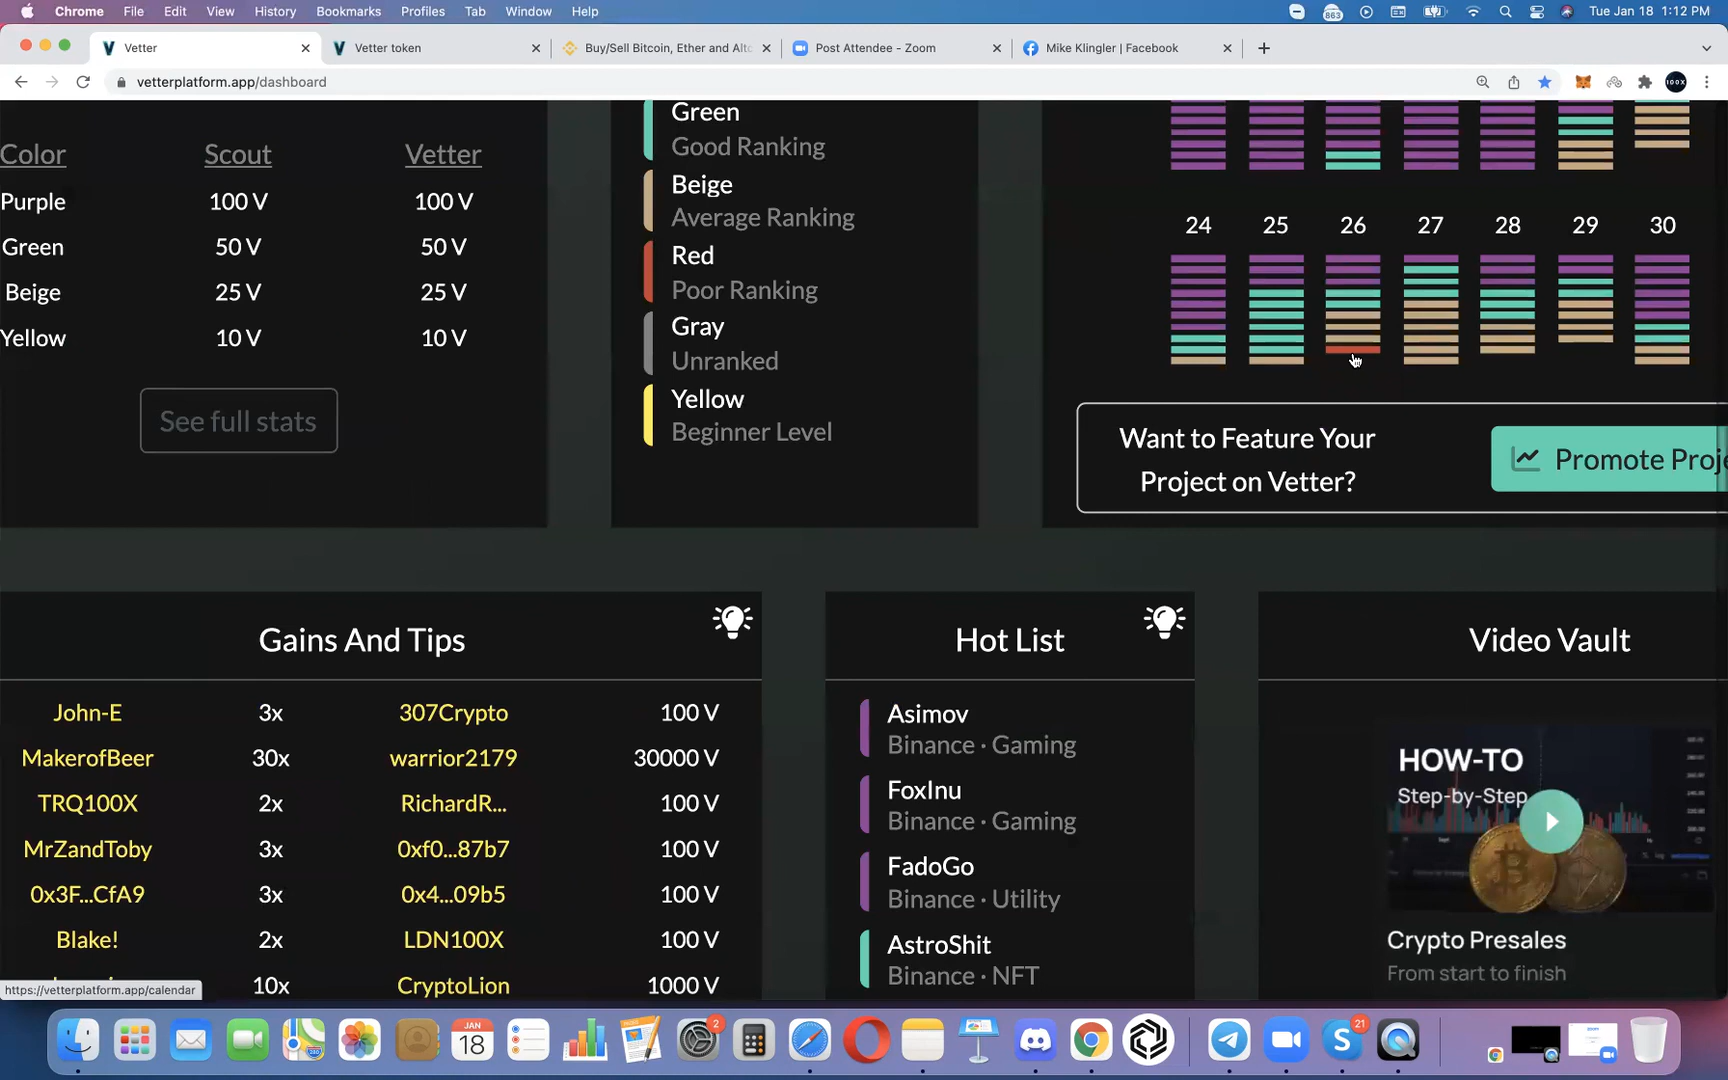 Chrome File Edit View History Bookmarks Profiles Tab Window Help 863 Tue Jan 18 1:12 PM
Vetter Vetter token Buy/Sell Bitcoin, Ether and Altc Post Attendee - Zoom Mike Klingler | Facebook
vetterplatform.app/dashboard 100X
Color Scout Vetter
Purple 100 V 100 V
Green 50 V 50 V
Beige 25 V 25 V
Yellow 10 V 10 V
See full stats
Green
Good Ranking
Beige
Average Ranking
Red
Poor Ranking
Gray
Unranked
Yellow
Beginner Level
24 25 26 27 28 29 30
Want to Feature Your
Project on Vetter?
Promote Proje
Gains And Tips
John-E 3x 307Crypto 100 V
MakerofBeer 30x warrior2179 30000 V
TRQ100X 2x RichardR... 100 V
MrZandToby 3x 0xf0...87b7 100 V
0x3F...CfA9 3x 0x4...09b5 100 V
Blake! 2x LDN100X 100 V
10x CryptoLion 1000 V
Hot List
Asimov
Binance · Gaming
FoxInu
Binance · Gaming
FadoGo
Binance · Utility
AstroShit
Binance · NFT
Video Vault
HOW-TO
Step-by-Step
Crypto Presales
From start to finish
https://vetterplatform.app/calendar
JAN
18
2
21